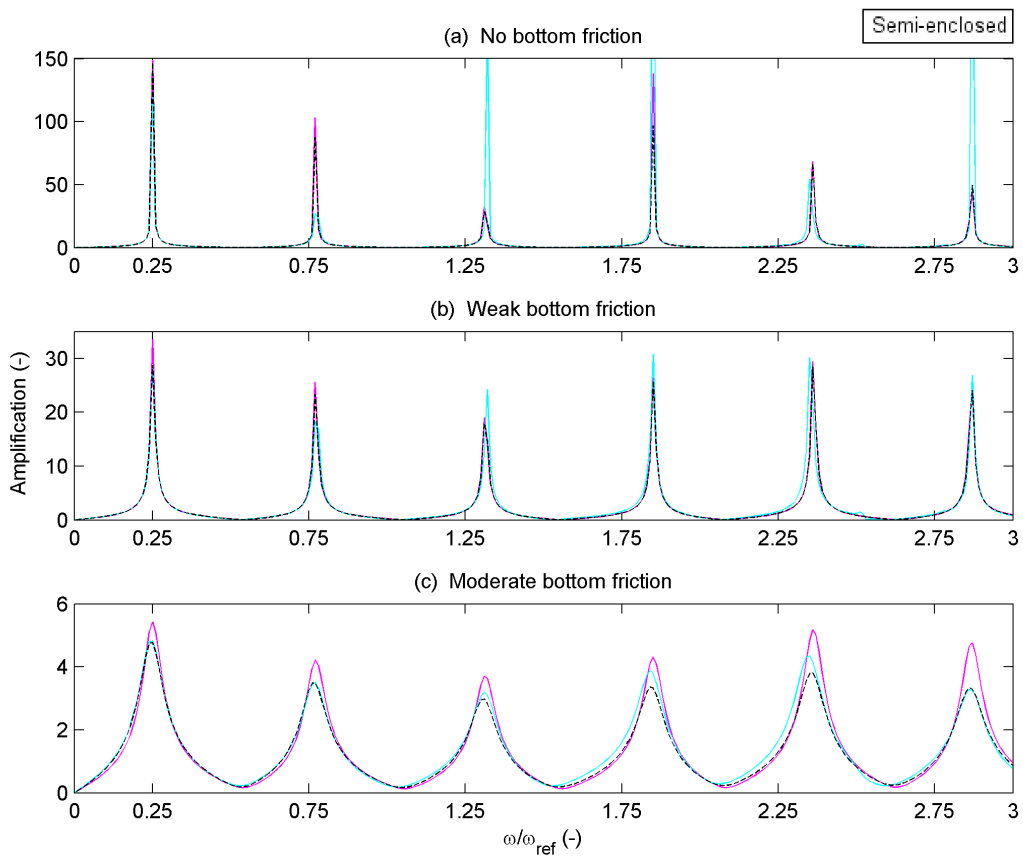 Semi-enclosed
(a) No bottom friction
150
100
50
0
0 0.25 0.75 1.25 1.75 2.25 2.75 3
(b) Weak bottom friction
Amplification (-)
30
20
10
0
0 0.25 0.75 1.25 1.75 2.25 2.75 3
(c) Moderate bottom friction
6
4
2
0
0 0.25 0.75 1.25 1.75 2.25 2.75 3
ω/ω_ref (-)